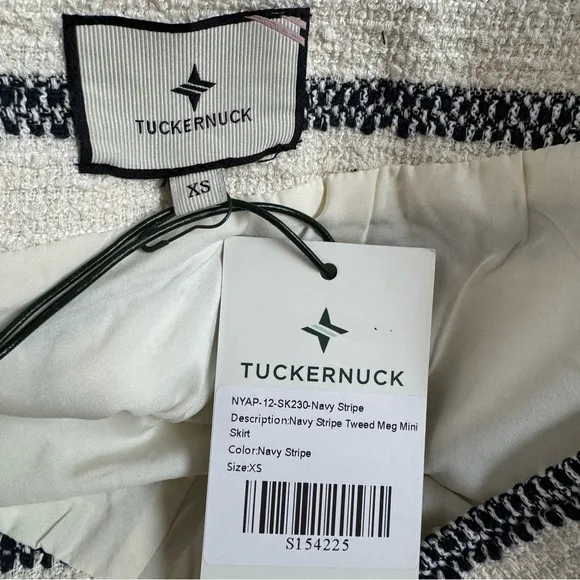 TUCKERNUCK
XS
TUCKERNUCK
NYAP-12-SK230-Navy Stripe
Description:Navy Stripe Tweed Meg Mini
Skirt
Color:Navy Stripe
Size:XS
S154225